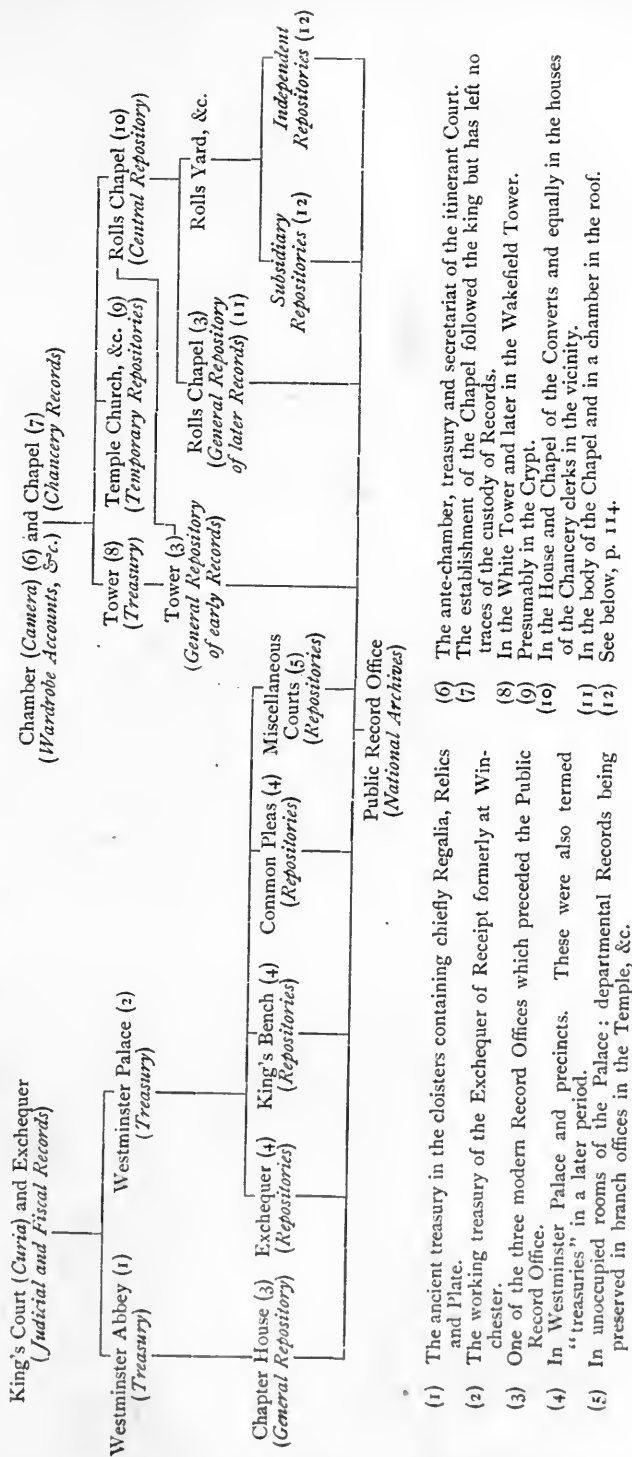 King's Court (Curia) and Exchequer
(Judicial and Fiscal Records)
Chamber (Camera) (6) and Chapel (7)
(Wardrobe Accounts, &c.) (Chancery Records)
Westminster Abbey (1)
(Treasury)
Westminster Palace (2)
(Treasury)
Tower (8)
(Treasury)
Temple Church, &c. (9)
(Temporary Repositories)
Rolls Chapel (10)
(Central Repository)
Tower (3)
(General Repository
of early Records)
Rolls Chapel (3)
(General Repository
of later Records) (11)
Rolls Yard, &c.
Chapter House (3)
(General Repository)
Exchequer (4)
(Repositories)
King's Bench (4)
(Repositories)
Common Pleas (4)
(Repositories)
Miscellaneous
Courts (5)
(Repositories)
Subsidiary
Repositories (12)
Independent
Repositories (12)
Public Record Office
(National Archives)
(1) The ancient treasury in the cloisters containing chiefly Regalia, Relics
and Plate.
(2) The working treasury of the Exchequer of Receipt formerly at Win-
chester.
(3) One of the three modern Record Offices which preceded the Public
Record Office.
(4) In Westminster Palace and precincts. These were also termed
"treasuries" in a later period.
(5) In unoccupied rooms of the Palace: departmental Records being
preserved in branch offices in the Temple, &c.
(6) The ante-chamber, treasury and secretariat of the itinerant Court.
(7) The establishment of the Chapel followed the king but has left no
traces of the custody of Records.
(8) In the White Tower and later in the Wakefield Tower.
(9) Presumably in the Crypt.
(10) In the House and Chapel of the Converts and equally in the houses
of the Chancery clerks in the vicinity.
(11) In the body of the Chapel and in a chamber in the roof.
(12) See below, p. 114.